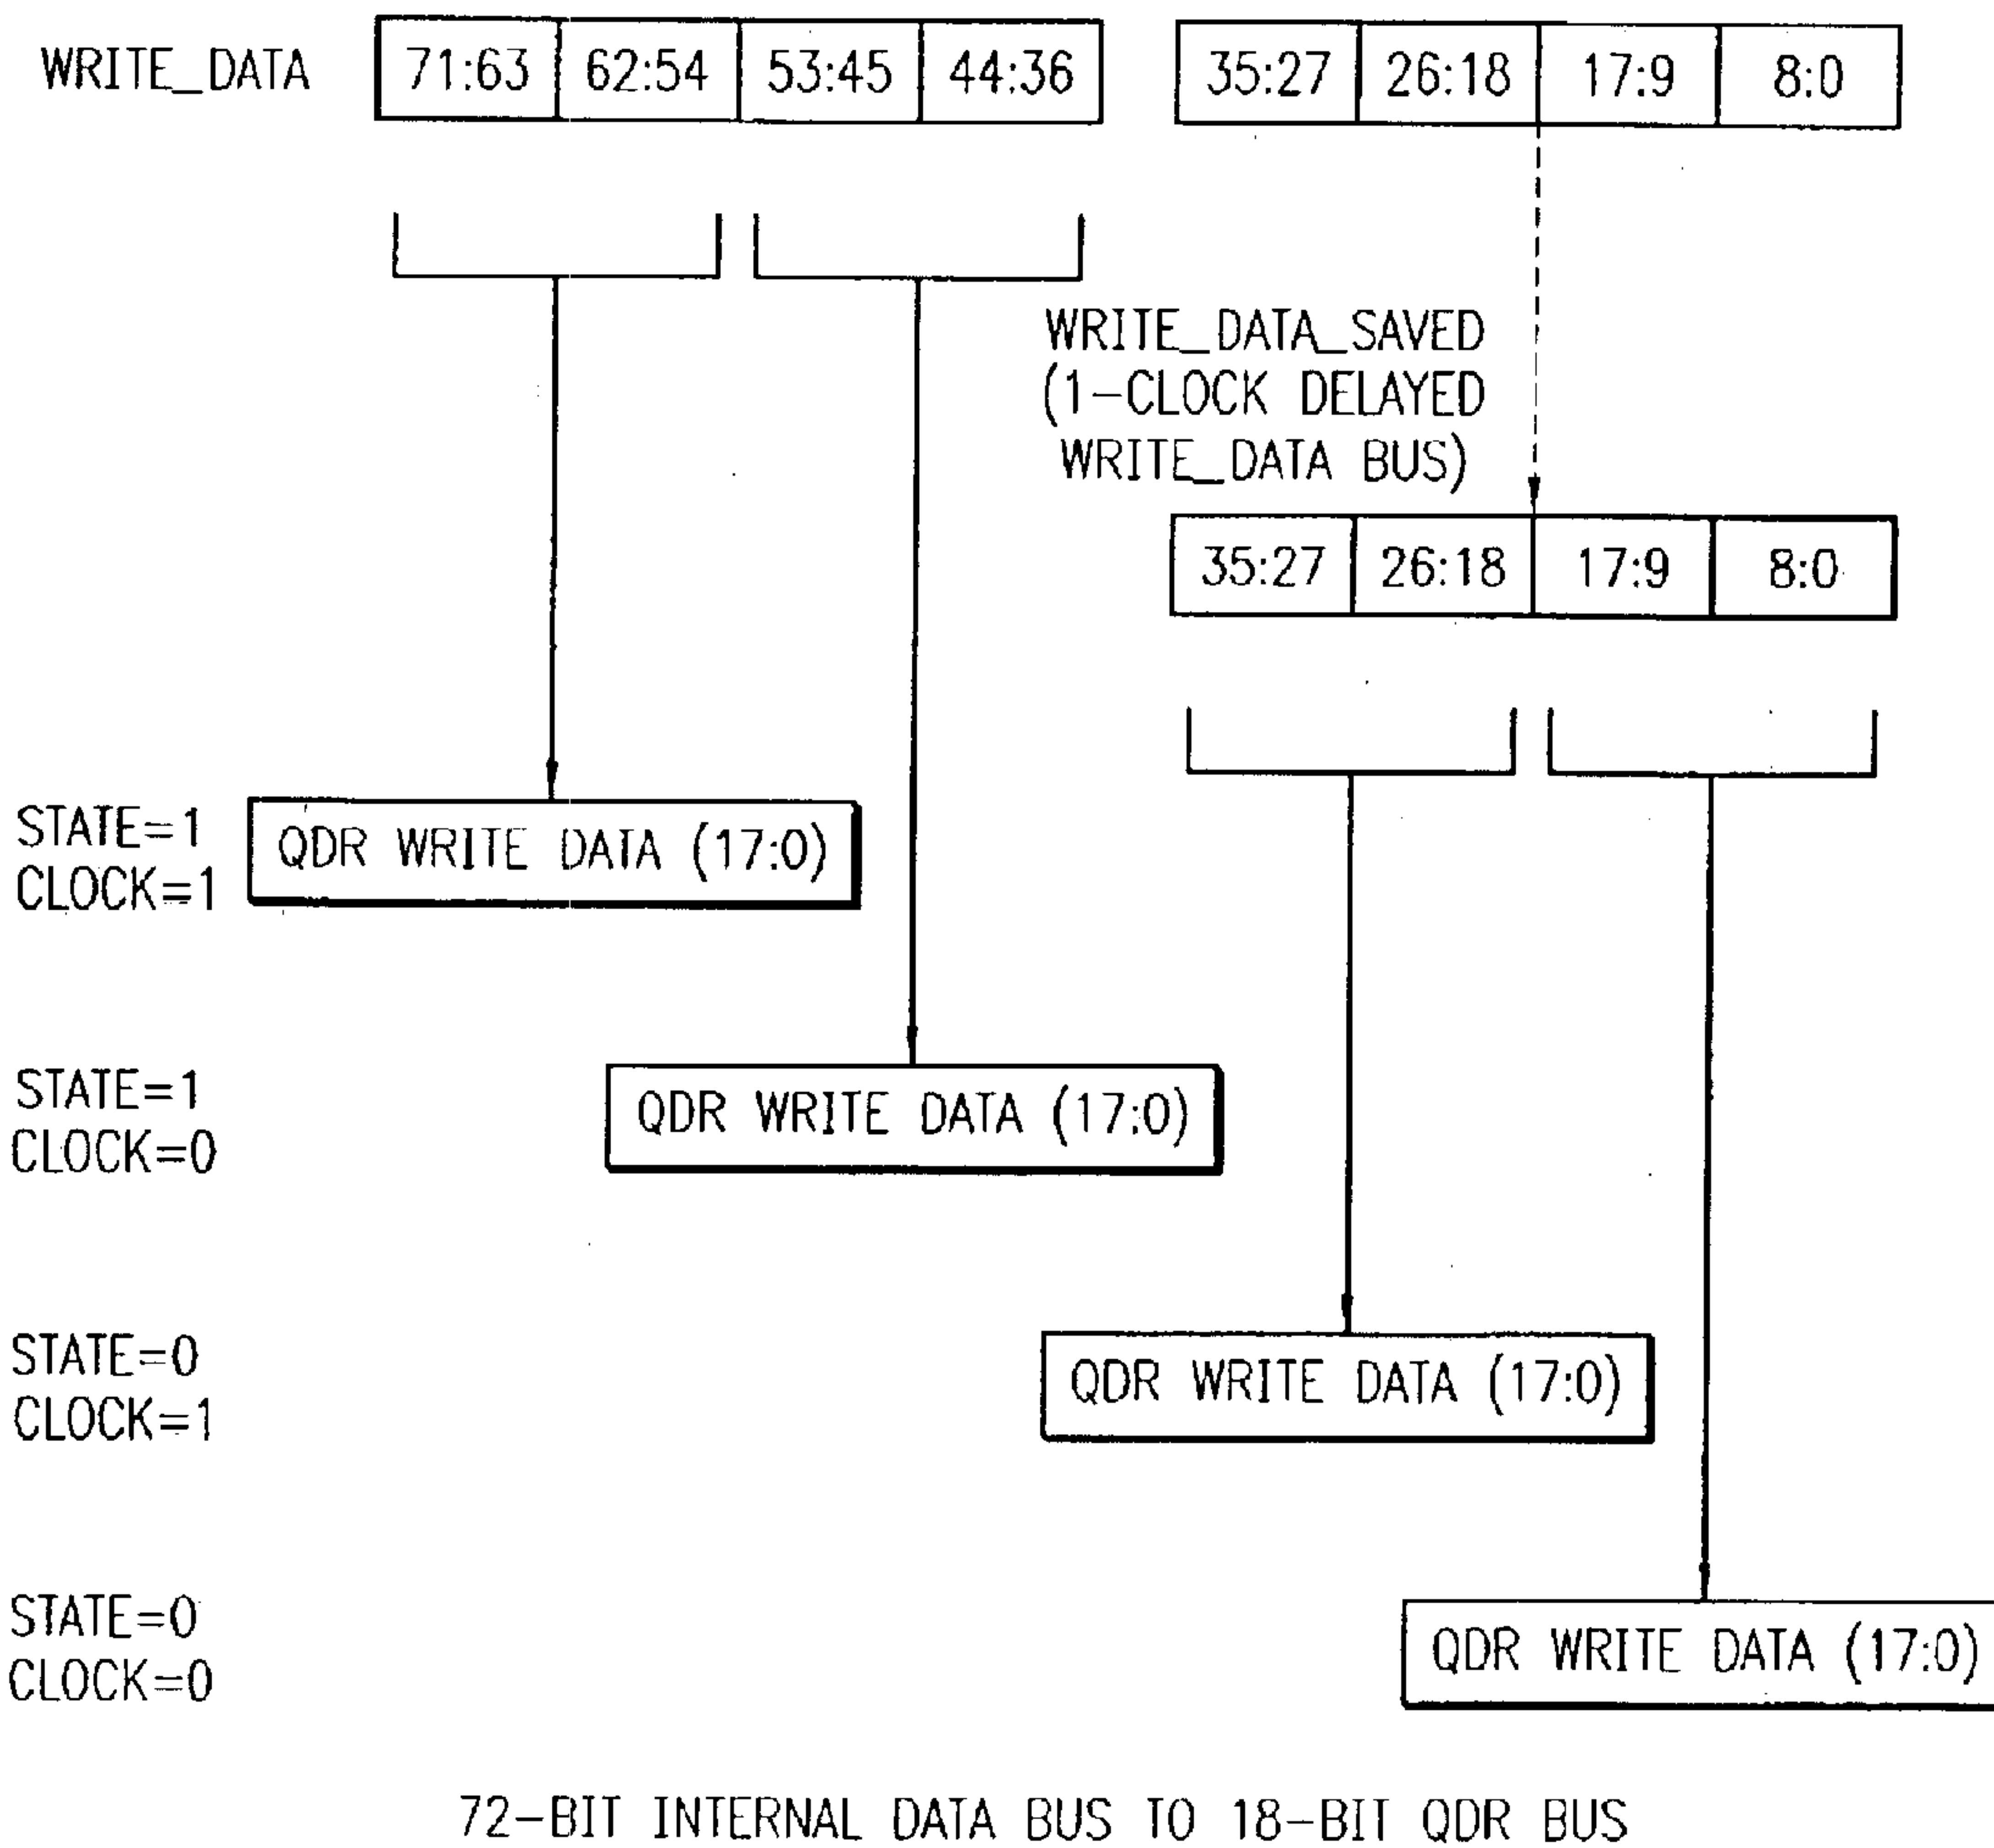 WRITE_DATA 71:63 62:54 53:45 44:36 35:27 26:18 17:9 8:0
WRITE_DATA_SAVED
(1-CLOCK DELAYED
WRITE_DATA BUS)
35:27 26:18 17:9 8:0
STATE=1
CLOCK=1
QDR WRITE DATA (17:0)
STATE=1
CLOCK=0
QDR WRITE DATA (17:0)
STATE=0
CLOCK=1
QDR WRITE DATA (17:0)
STATE=0
CLOCK=0
QDR WRITE DATA (17:0)
72-BIT INTERNAL DATA BUS TO 18-BIT QDR BUS